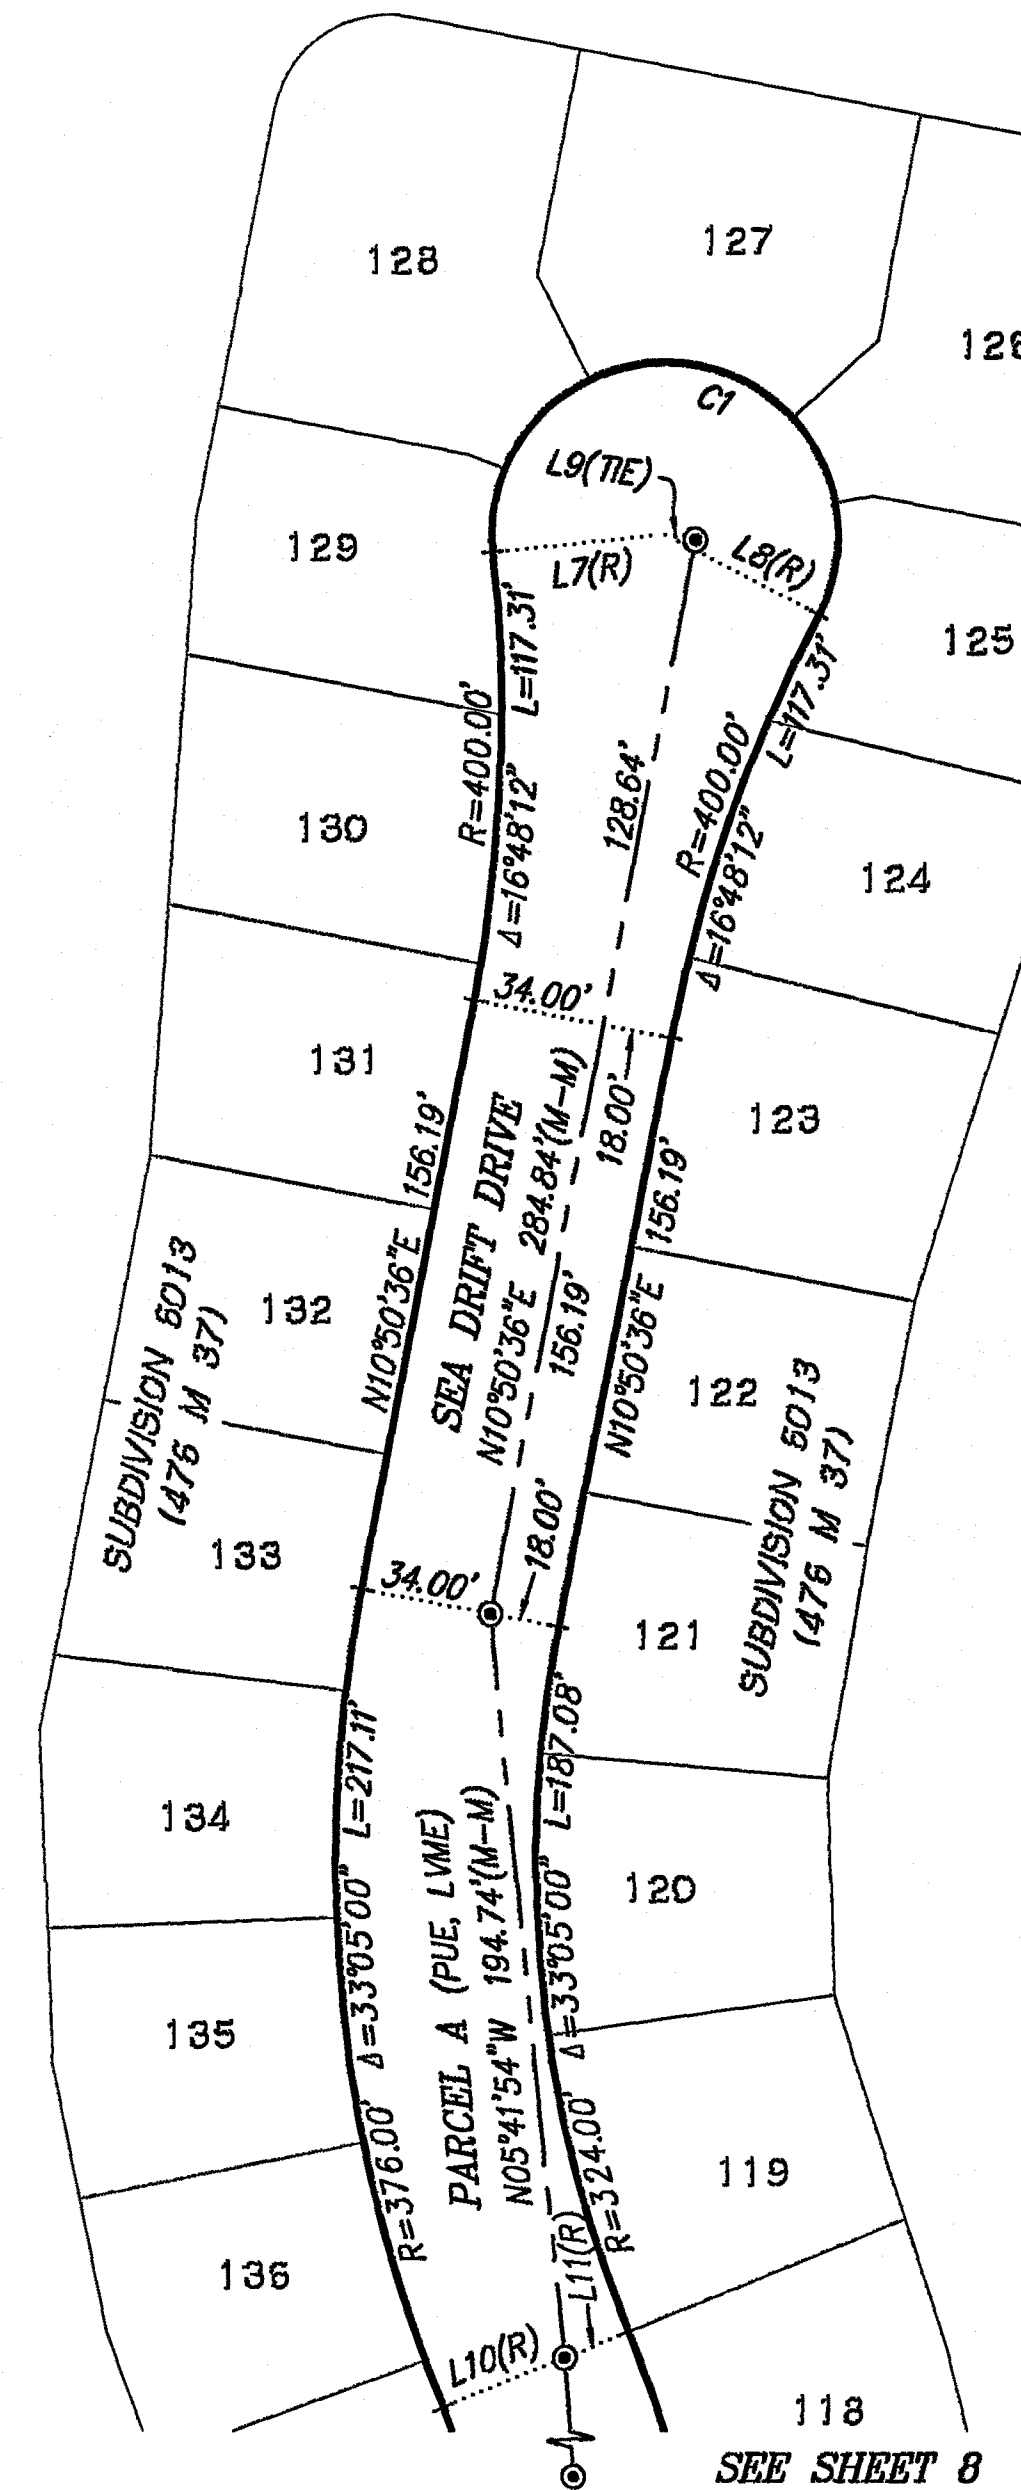 127
128
126
C1
L9(TIE)
L8(R)
L7(R)
129
125
L=117.31'
R=400.00'
Δ=16°48'12"
128.64'
L=117.31'
R=400.00'
Δ=16°48'12"
130
124
34.00'
131
18.00'
123
156.19'
N10°50'36"E
SEA DRIFT DRIVE
N10°50'36"E 284.84'(M-M)
156.19'
156.19'
N10°50'36"E
SUBDIVISION 6013
(476 M 37)
132
122
SUBDIVISION 6013
(476 M 37)
133
18.00'
34.00'
121
L=217.11'
Δ=33°05'00"
R=376.00'
L=187.08'
Δ=33°05'00"
R=324.00'
134
PARCEL A (PUE, LVME)
N05°41'54"W 194.74'(M-M)
120
135
119
136
L11(R)
L10(R)
118
SEE SHEET 8